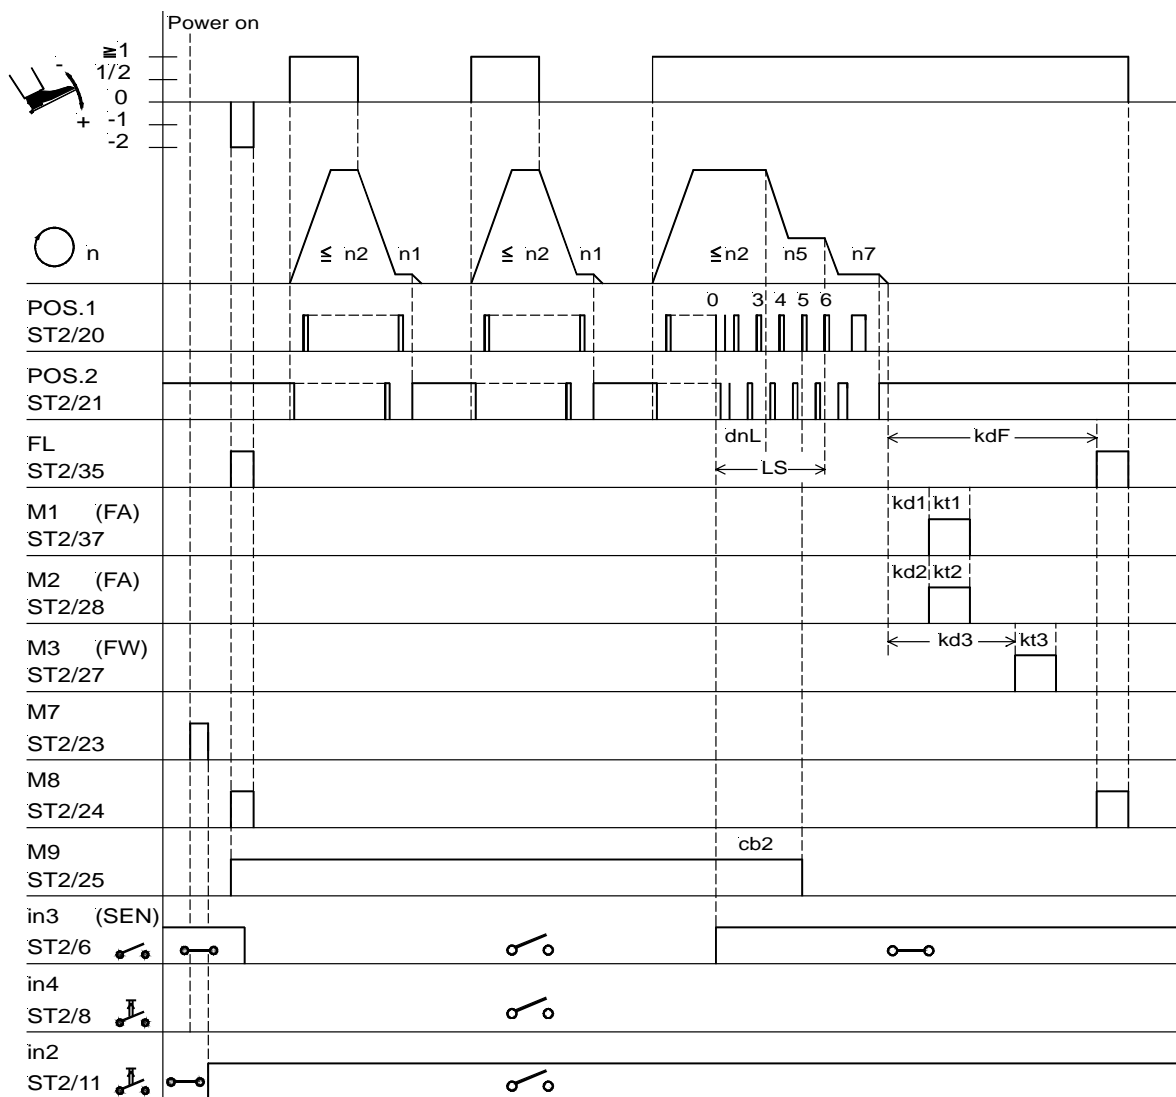 Power on
≧1
1/2
0
-1
-2
-
+
n
≦ n2 n1 ≦ n2 n1 ≦ n2 n5 n7
POS.1
ST2/20
0 3 4 5 6
POS.2
ST2/21
FL
ST2/35
dnL
LS
kdF
M1 (FA)
ST2/37
kd1 kt1
M2 (FA)
ST2/28
kd2 kt2
M3 (FW)
ST2/27
kd3 kt3
M7
ST2/23
M8
ST2/24
M9
ST2/25
cb2
in3 (SEN)
ST2/6
in4
ST2/8
in2
ST2/11